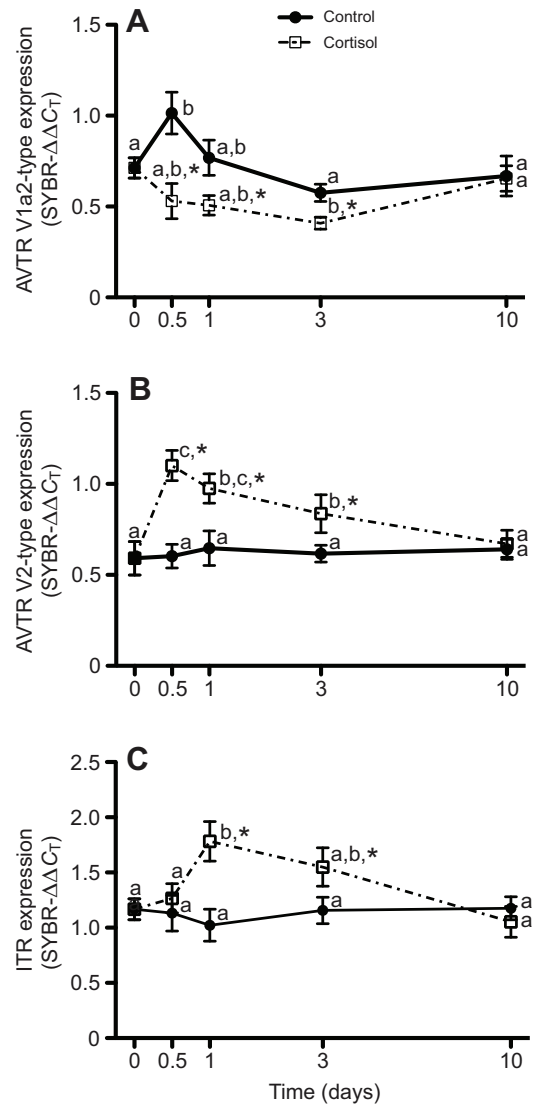 A
Control
Cortisol
AVTR V1a2-type expression
(SYBR-ΔΔCT)
1.5
1.0
0.5
0
a
b
a,b
a
a
a,b,*
a,b,*
b,*
a
0 0.5 1 3 10
B
AVTR V2-type expression
(SYBR-ΔΔCT)
1.5
1.0
0.5
0
a
c,*
b,c,*
b,*
a
a
a
a
a
0 0.5 1 3 10
C
ITR expression
(SYBR-ΔΔCT)
2.5
2.0
1.5
1.0
0.5
0
a
a
b,*
a,b,*
a
a
a
a
a
0 0.5 1 3 10
Time (days)